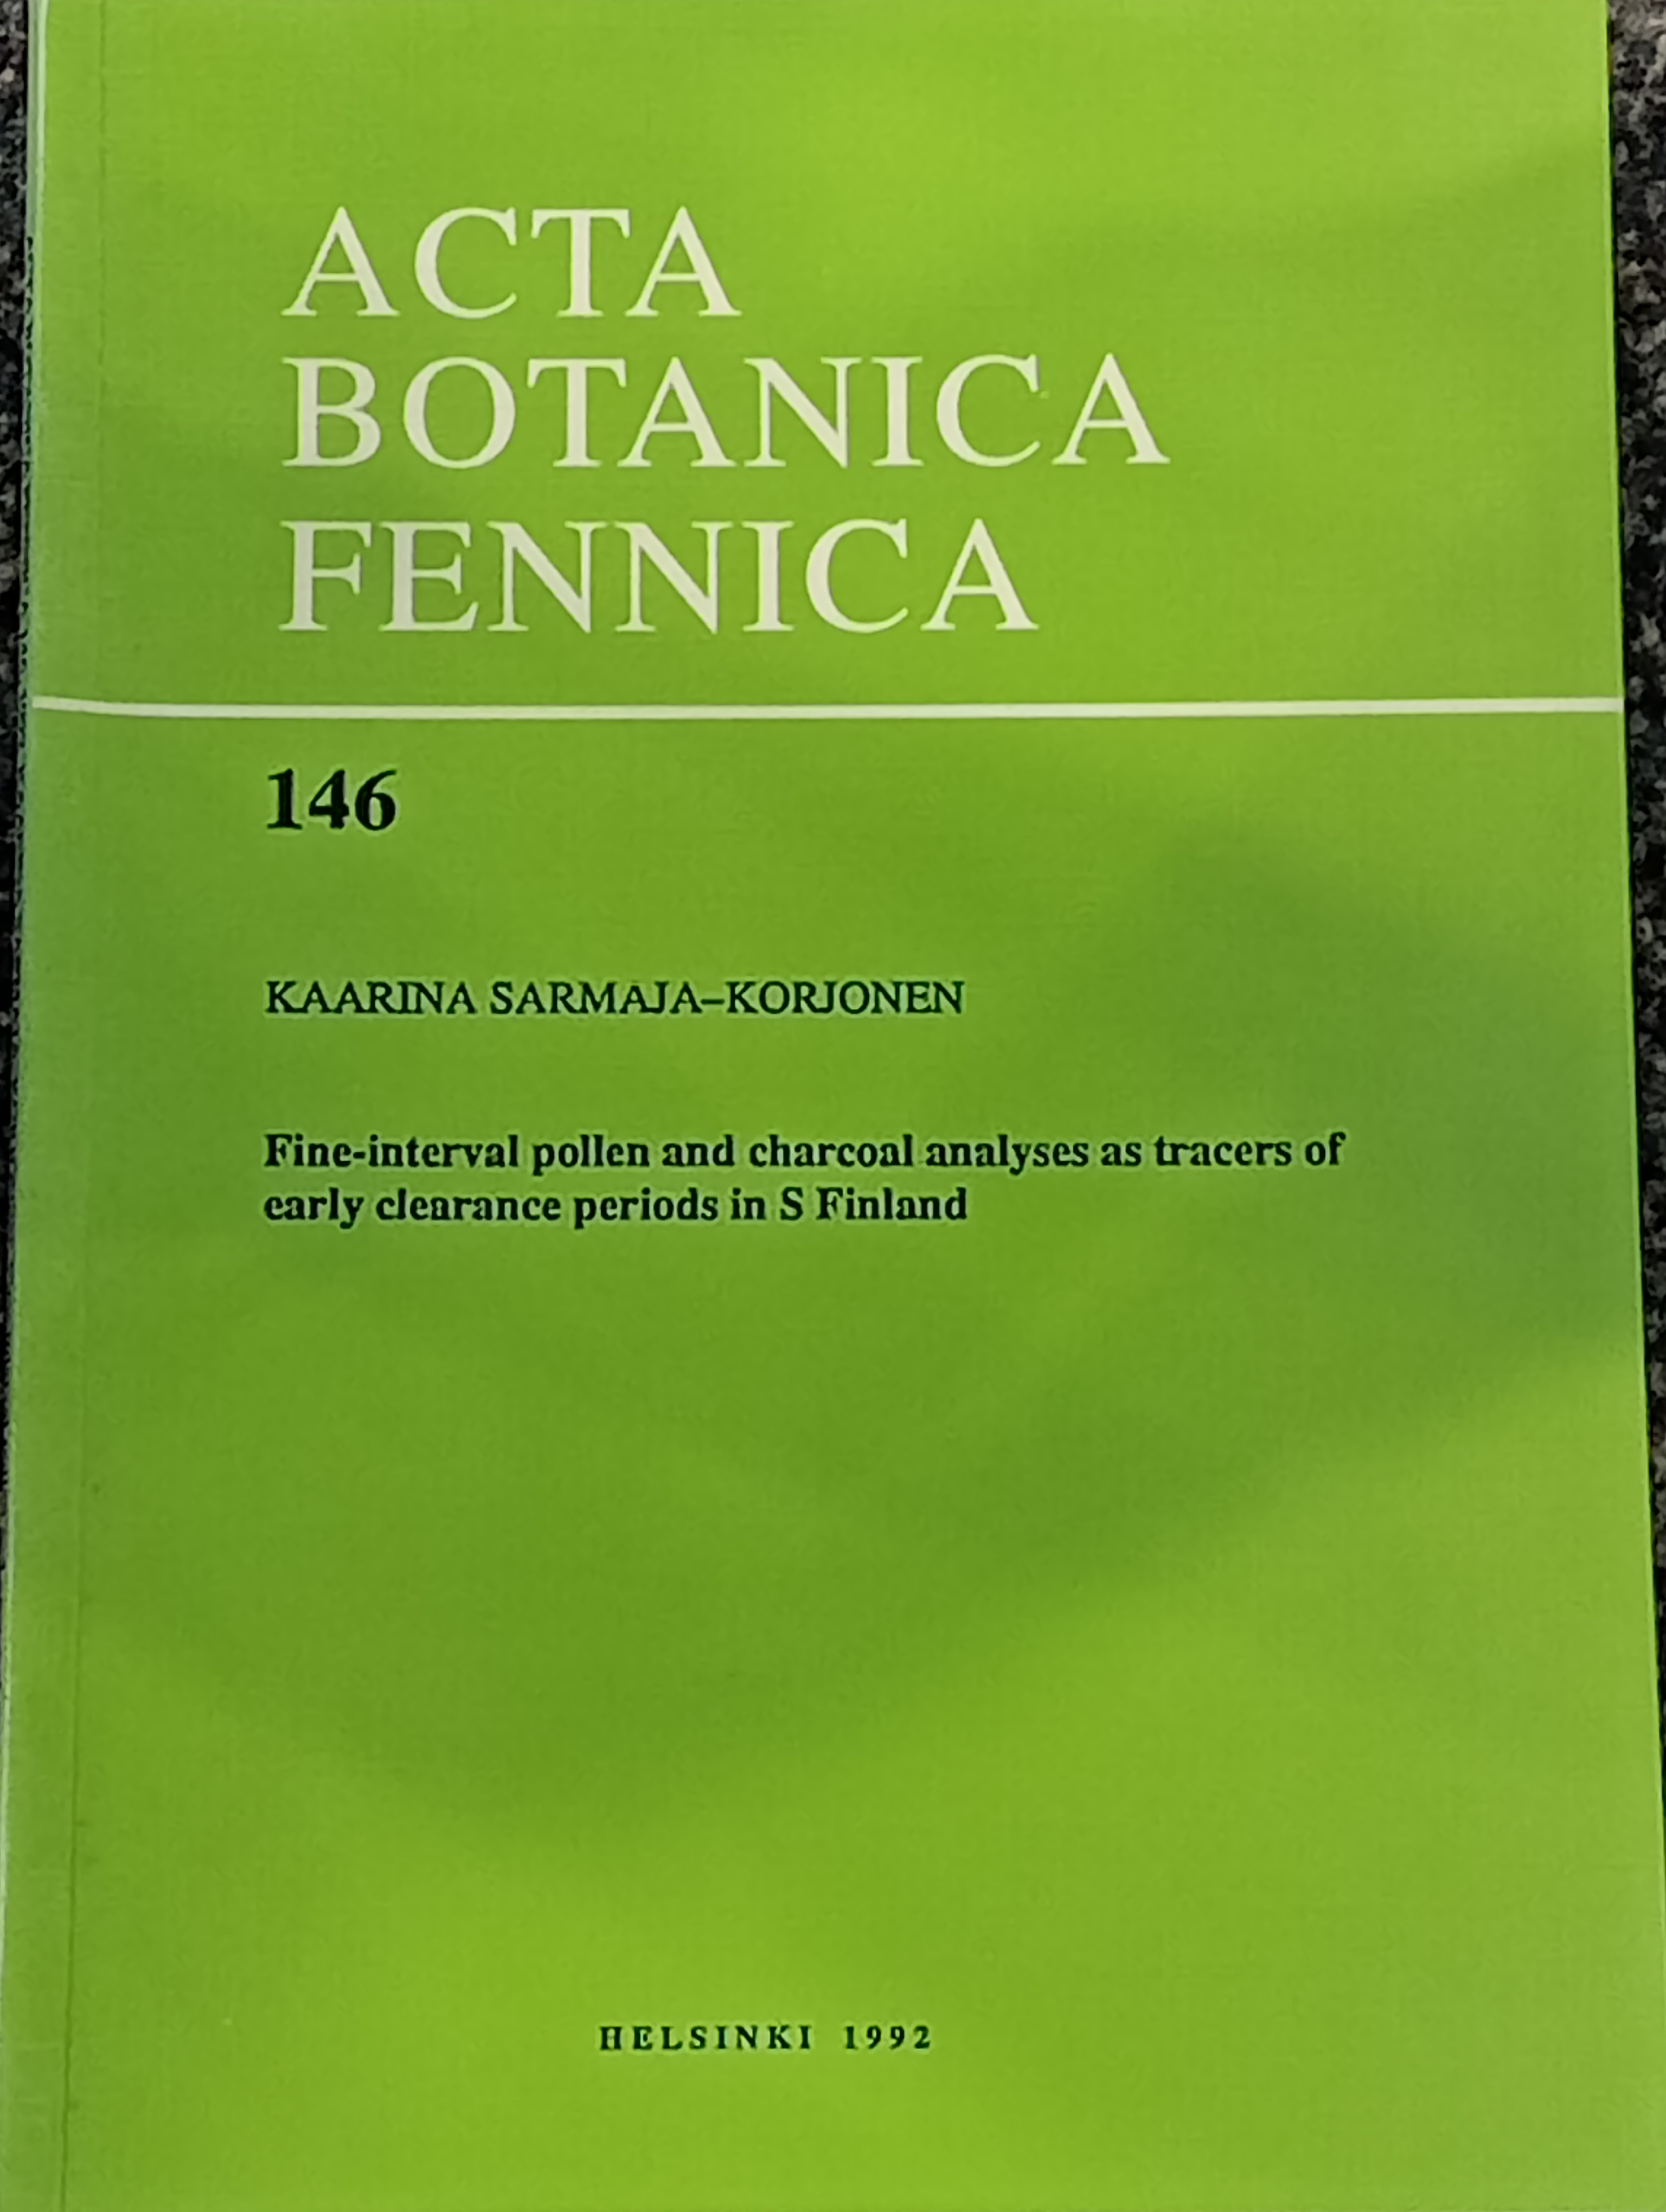 ACTA
BOTANICA
FENNICA
146
KAARINA SARMAJA–KORJONEN
Fine-interval pollen and charcoal analyses as tracers of
early clearance periods in S Finland
HELSINKI 1992